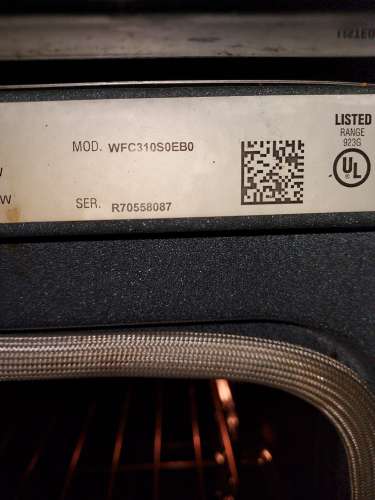 LISTED
RANGE
923G
MOD. WFC310S0EB0
UL
®
W
SER. R70558087